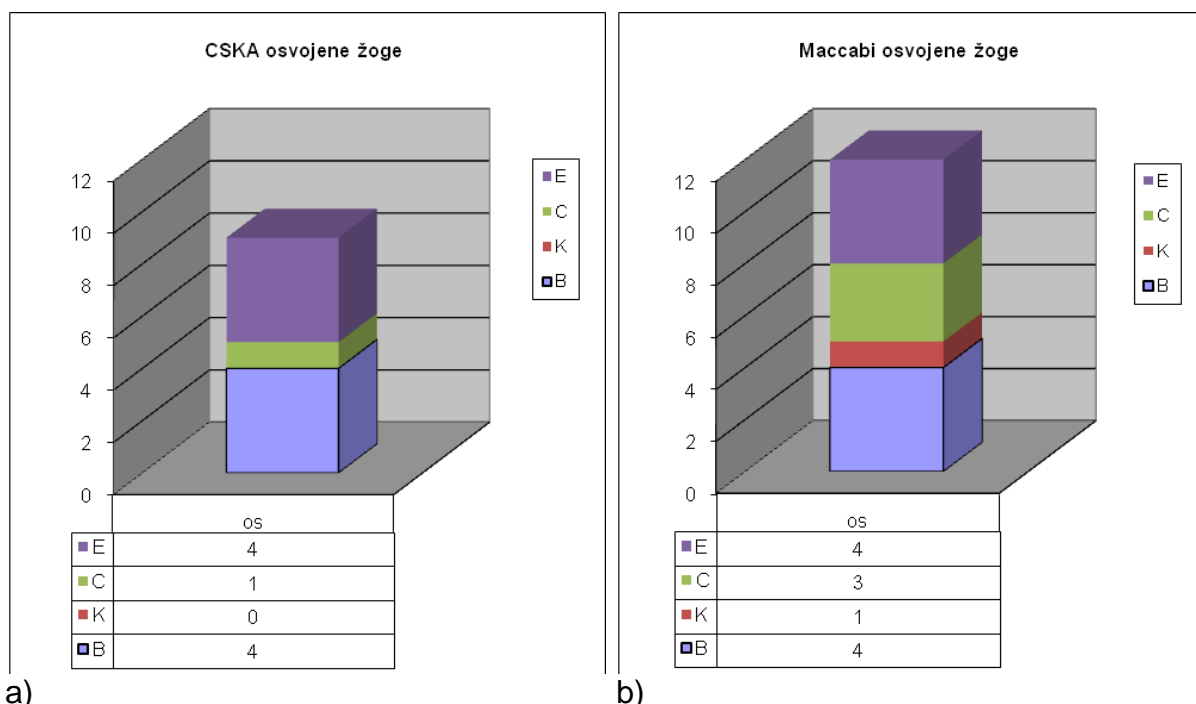 CSKA osvojene žoge
12
10
8
6
4
2
0
E
C
K
B
os
E 4
C 1
K 0
B 4
a)
Maccabi osvojene žoge
12
10
8
6
4
2
0
E
C
K
B
os
E 4
C 3
K 1
B 4
b)